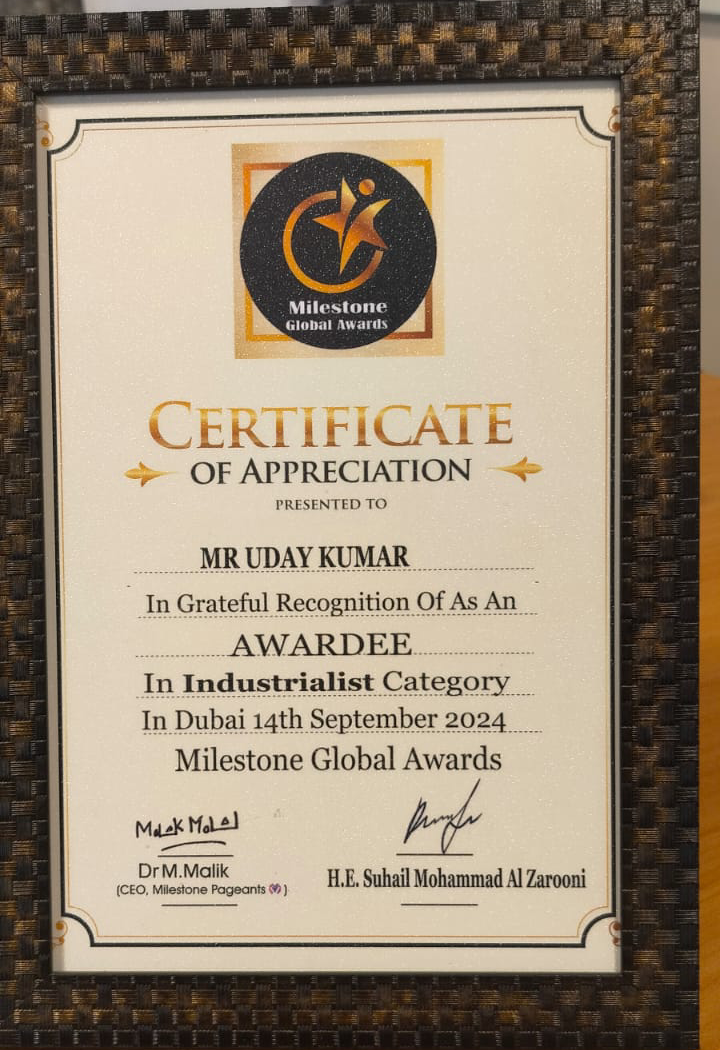 Milestone
Global Awards
CERTIFICATE
OF APPRECIATION
PRESENTED TO
MR UDAY KUMAR
In Grateful Recognition Of As An
AWARDEE
In Industrialist Category
In Dubai 14th September 2024
Milestone Global Awards
Dr M.Malik
(CEO, Milestone Pageants )
H.E. Suhail Mohammad Al Zarooni